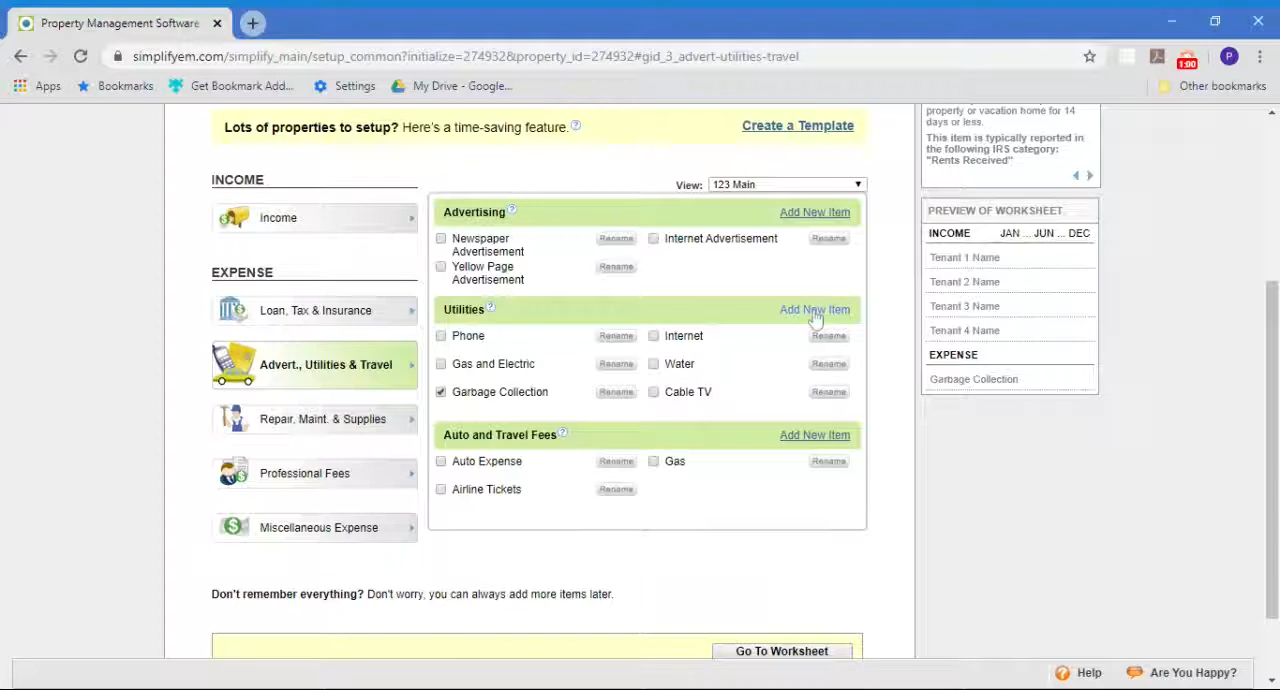 Property Management Software
simplifyem.com/simplify_main/setup_common?initialize=274932&property_id=274932#gid_3_advert-utilities-travel
1:00
P
Apps
Bookmarks
Get Bookmark Add...
Settings
My Drive - Google...
Other bookmarks
Lots of properties to setup? Here's a time-saving feature.
Create a Template
INCOME
Income
EXPENSE
Loan, Tax & Insurance
Advert., Utilities & Travel
Repair, Maint. & Supplies
Professional Fees
Miscellaneous Expense
View: 123 Main
Advertising Add New Item
Newspaper Advertisement Rename Internet Advertisement Rename
Yellow Page Advertisement Rename
Utilities Add New Item
Phone Rename Internet Rename
Gas and Electric Rename Water Rename
Garbage Collection Rename Cable TV Rename
Auto and Travel Fees Add New Item
Auto Expense Rename Gas Rename
Airline Tickets Rename
Don't remember everything? Don't worry, you can always add more items later.
Go To Worksheet
property or vacation home for 14
days or less.
This item is typically reported in
the following IRS category:
"Rents Received"
PREVIEW OF WORKSHEET
INCOME JAN ... JUN ... DEC
Tenant 1 Name
Tenant 2 Name
Tenant 3 Name
Tenant 4 Name
EXPENSE
Garbage Collection
Help
Are You Happy?